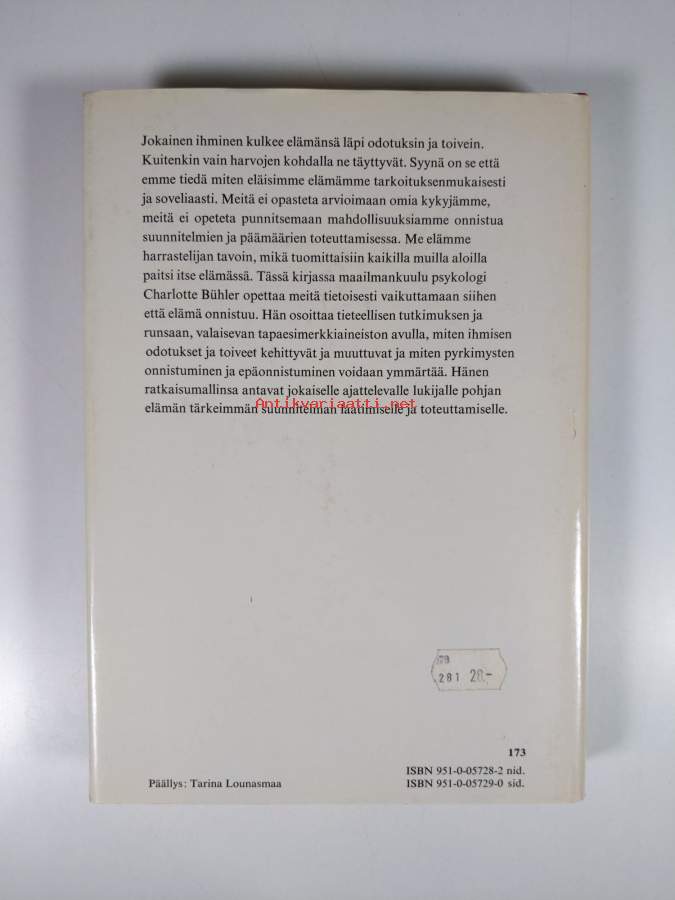 Jokainen ihminen kulkee elämänsä läpi odotuksin ja toivein.
Kuitenkin vain harvojen kohdalla ne täyttyvät. Syynä on se että
emme tiedä miten eläisimme elämämme tarkoituksenmukaisesti
ja soveliaasti. Meitä ei opasteta arvioimaan omia kykyjämme,
meitä ei opeteta punnitsemaan mahdollisuuksiamme onnistua
suunnitelmien ja päämäärien toteuttamisessa. Me elämme
harrastelijan tavoin, mikä tuomittaisiin kaikilla muilla aloilla
paitsi itse elämässä. Tässä kirjassa maailmankuulu psykologi
Charlotte Bühler opettaa meitä tietoisesti vaikuttamaan siihen
että elämä onnistuu. Hän osoittaa tieteellisen tutkimuksen ja
runsaan, valaisevan tapaesimerkkiaineiston avulla, miten ihmisen
odotukset ja toiveet kehittyvät ja muuttuvat ja miten pyrkimysten
onnistuminen ja epäonnistuminen voidaan ymmärtää. Hänen
ratkaisumallinsa antavat jokaiselle ajattelevalle lukijalle pohjan
elämän tärkeimmän suunnitelman laatimiselle ja toteuttamiselle.
Antikvariaatti.net
281 20.-
173
ISBN 951-0-05728-2 nid.
Päällys: Tarina Lounasmaa
ISBN 951-0-05729-0 sid.